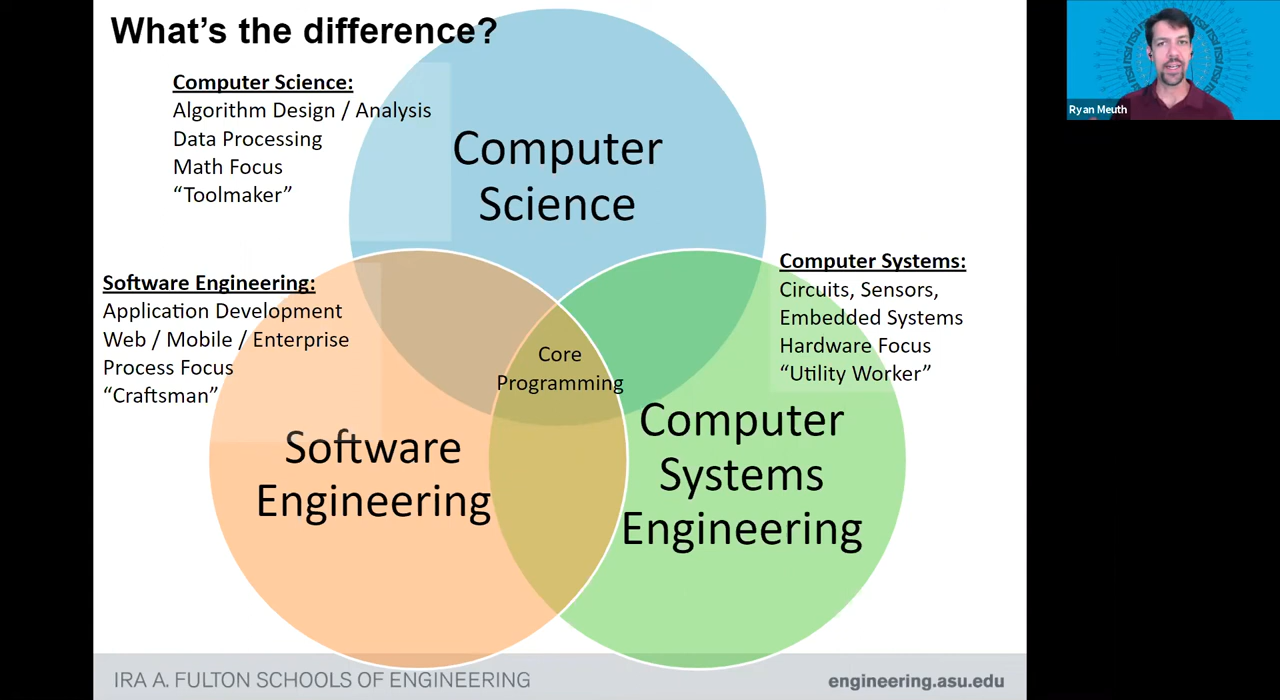 What's the difference?
Computer Science:
Algorithm Design / Analysis
Data Processing
Math Focus
“Toolmaker”
Computer
Science
Software Engineering:
Application Development
Web / Mobile / Enterprise
Process Focus
“Craftsman”
Computer Systems:
Circuits, Sensors,
Embedded Systems
Hardware Focus
“Utility Worker”
Core
Programming
Software
Engineering
Computer
Systems
Engineering
IRA A. FULTON SCHOOLS OF ENGINEERING
engineering.asu.edu
Ryan Meuth